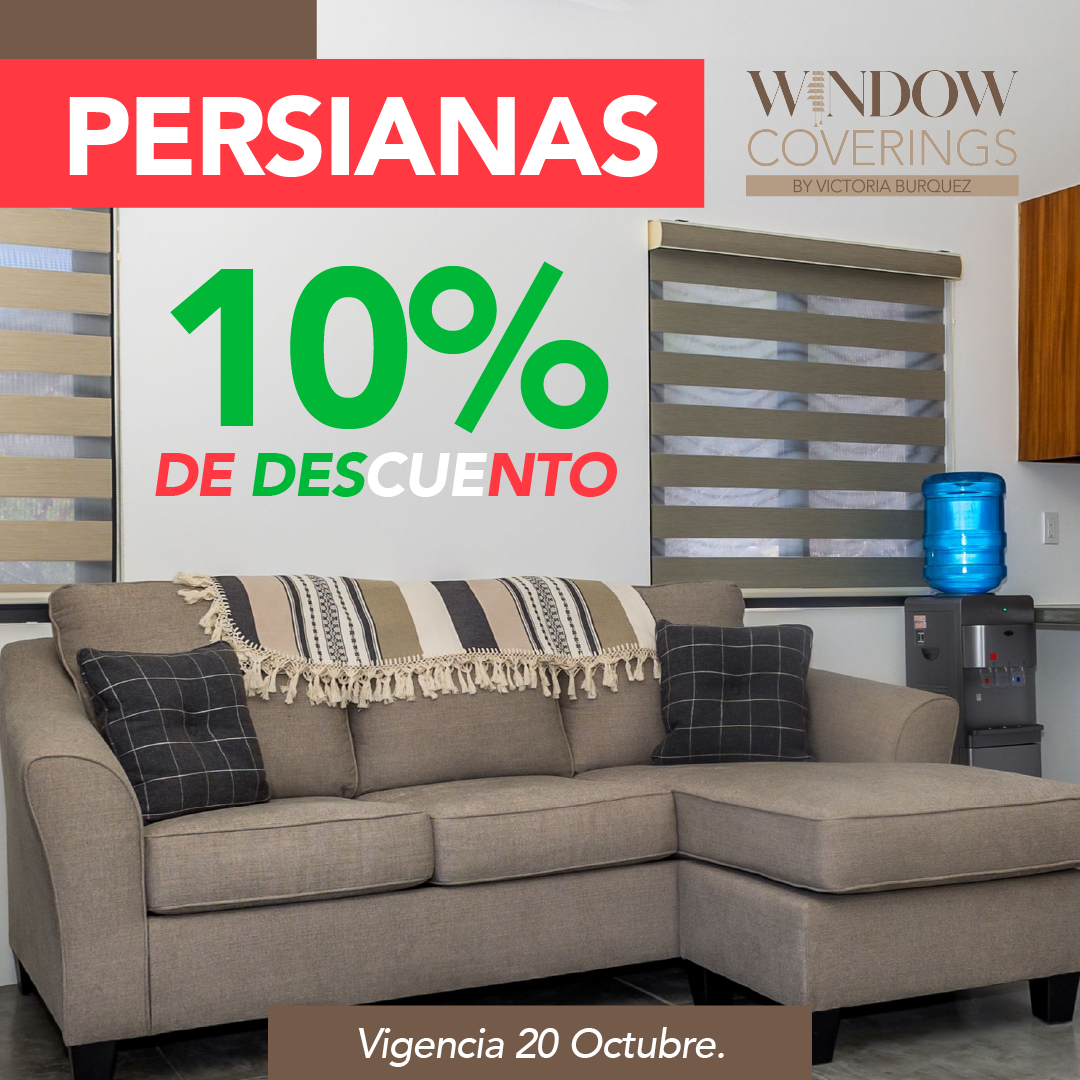 PERSIANAS
WINDOW
COVERINGS
BY VICTORIA BURQUEZ
10%
DE DESCUENTO
Vigencia 20 Octubre.